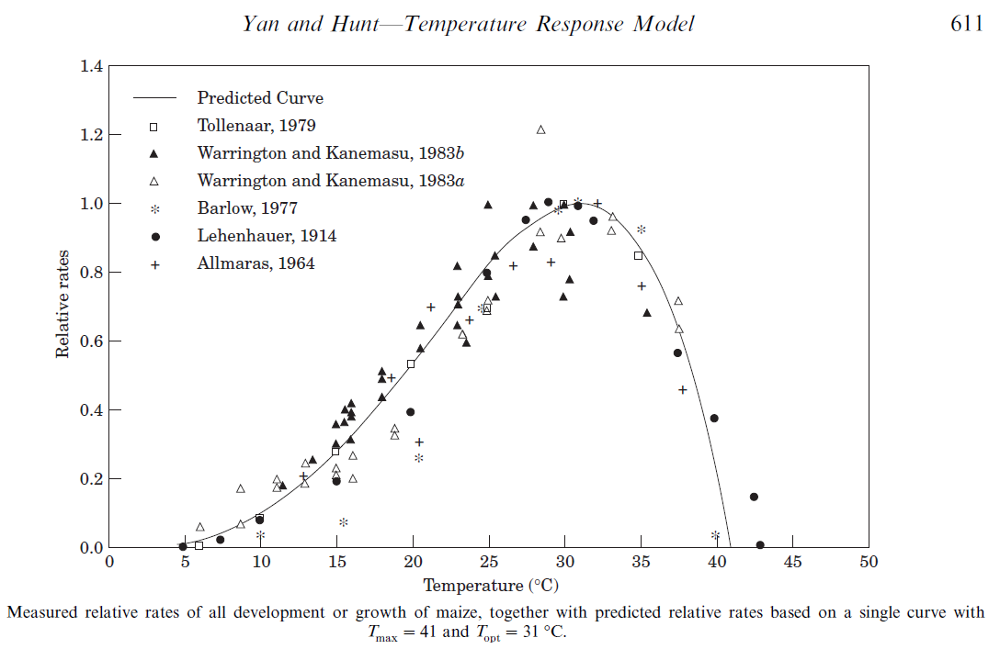 Yan and Hunt—Temperature Response Model 611
1.4
1.2
1.0
0.8
0.6
0.4
0.2
0.0
Relative rates
Predicted Curve
Tollenaar, 1979
Warrington and Kanemasu, 1983b
Warrington and Kanemasu, 1983a
Barlow, 1977
Lehenhauer, 1914
Allmaras, 1964
0 5 10 15 20 25 30 35 40 45 50
Temperature (°C)
Measured relative rates of all development or growth of maize, together with predicted relative rates based on a single curve with
Tmax = 41 and Topt = 31 °C.